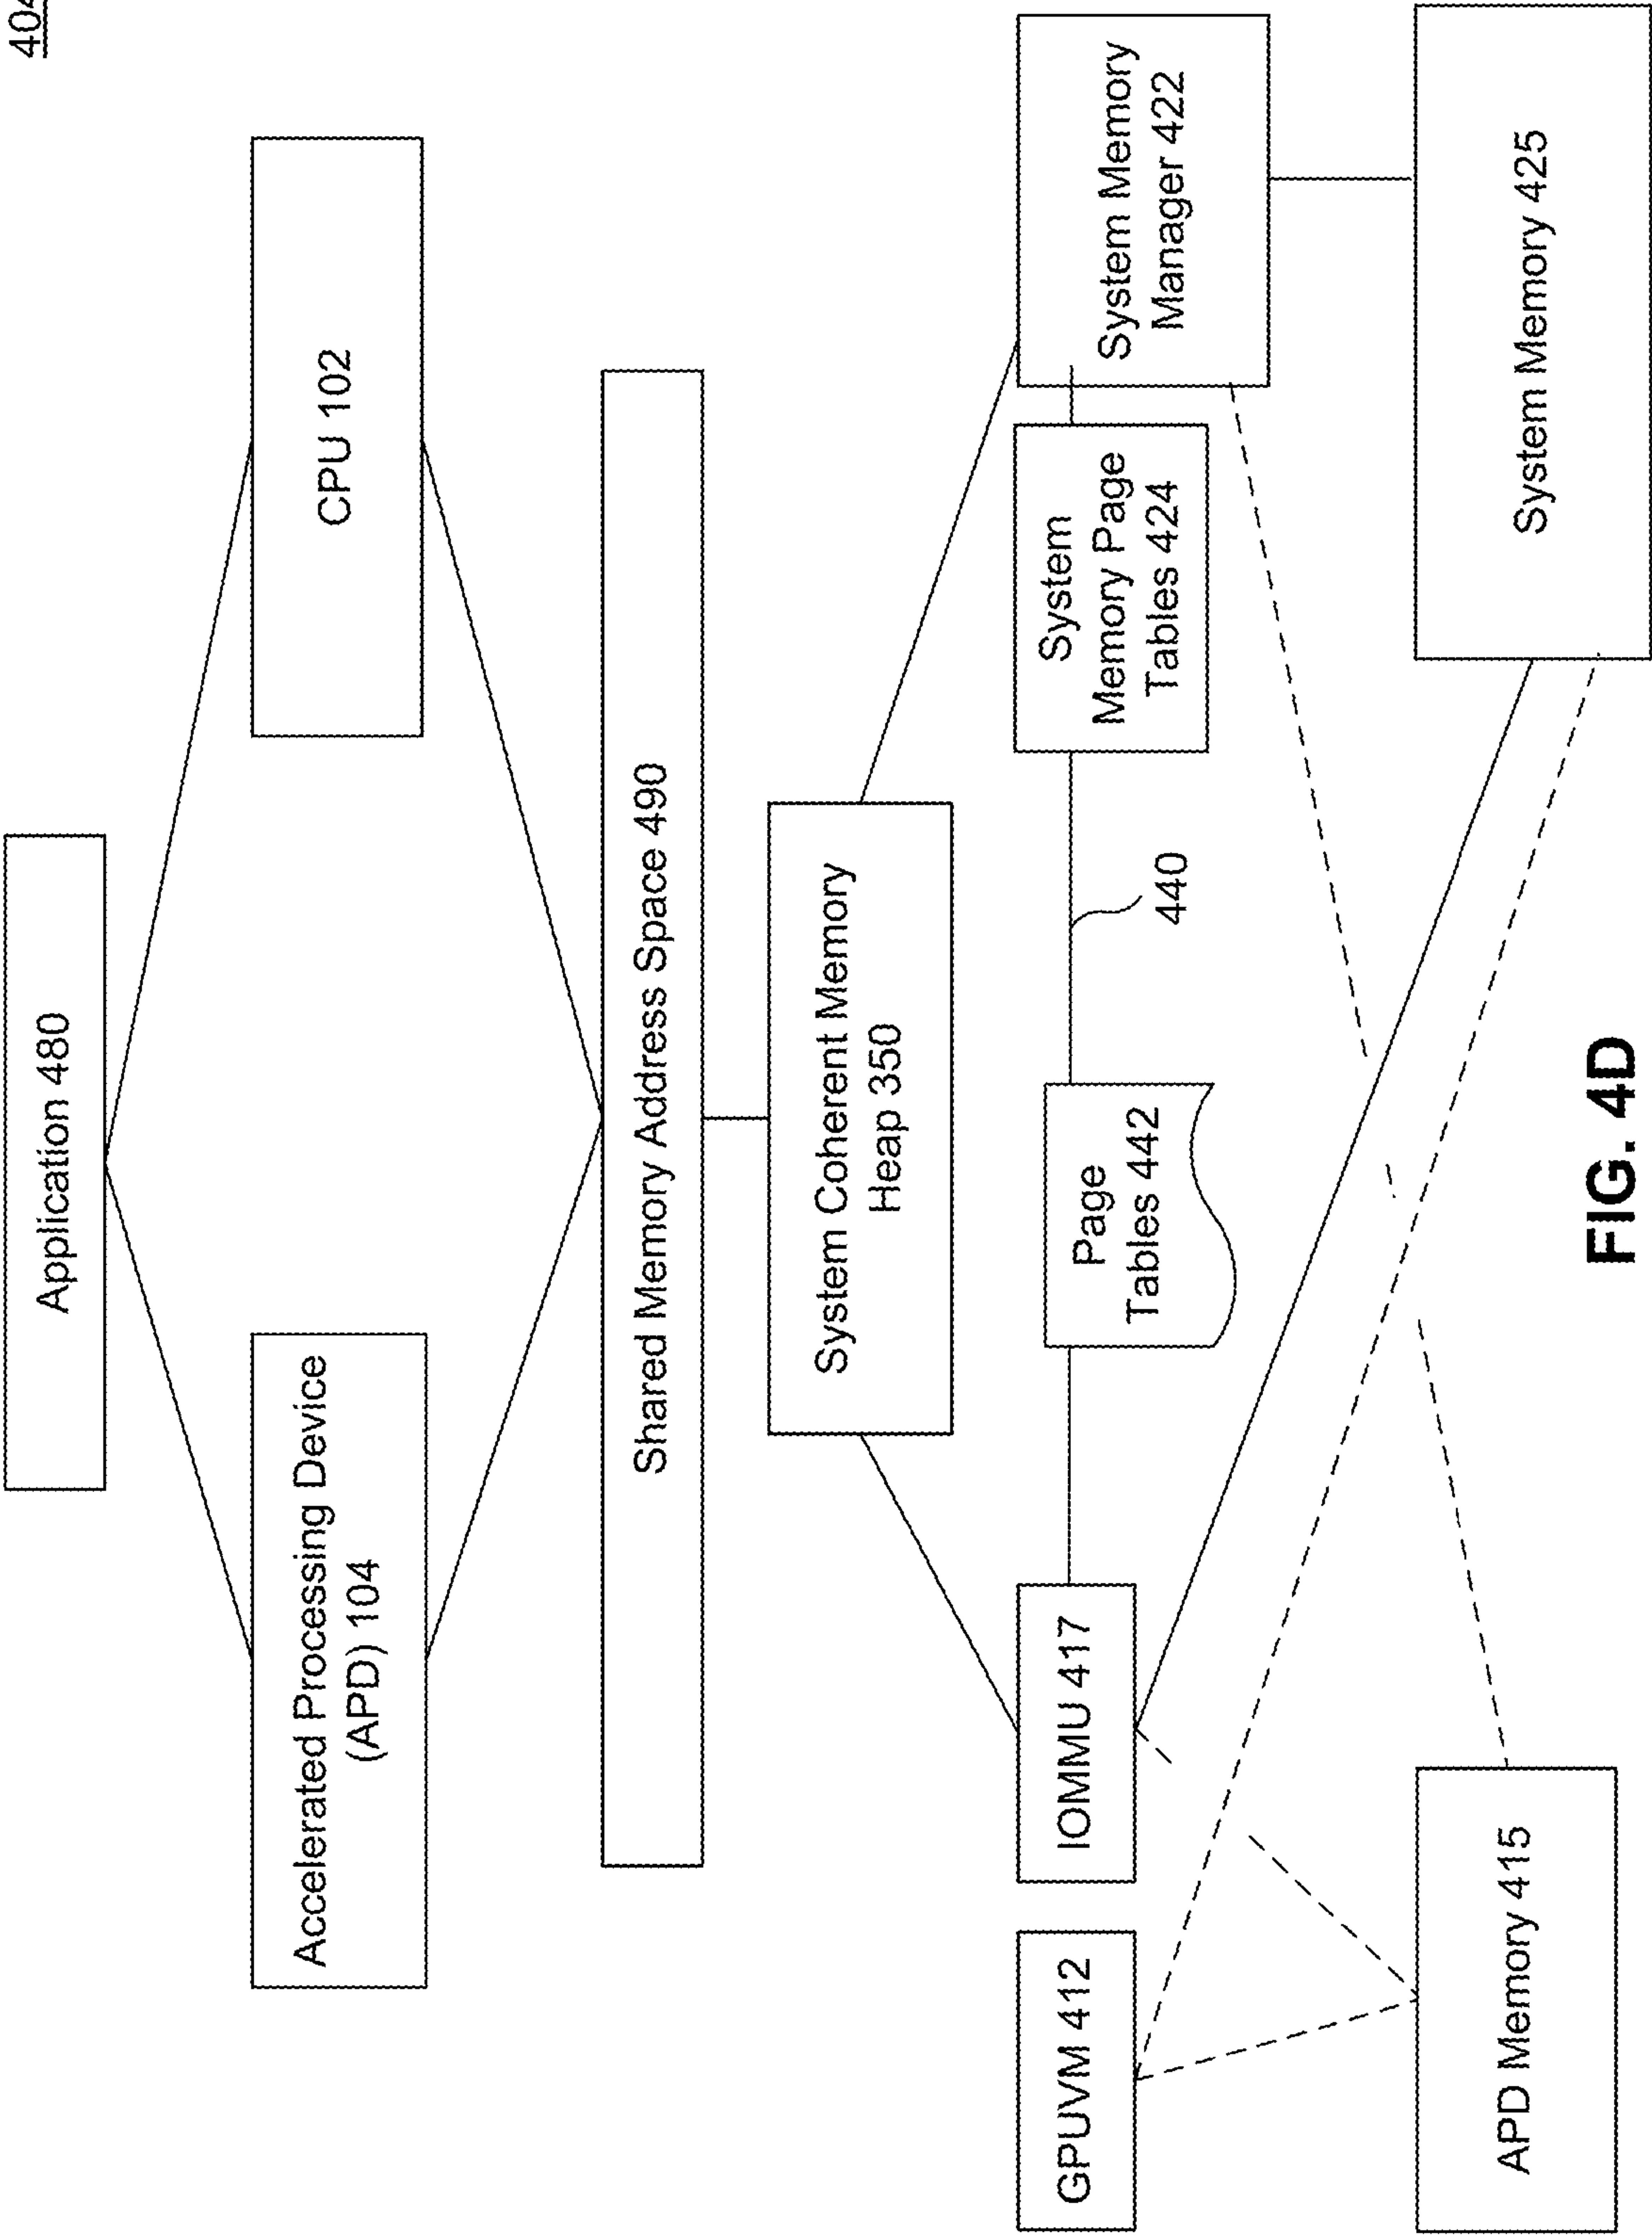 404
Application 480
Accelerated Processing Device
(APD) 104
CPU 102
Shared Memory Address Space 490
System Coherent Memory
Heap 350
GPUVM 412
IOMMU 417
Page
Tables 442
440
System
Memory Page
Tables 424
System Memory
Manager 422
APD Memory 415
System Memory 425
FIG. 4D